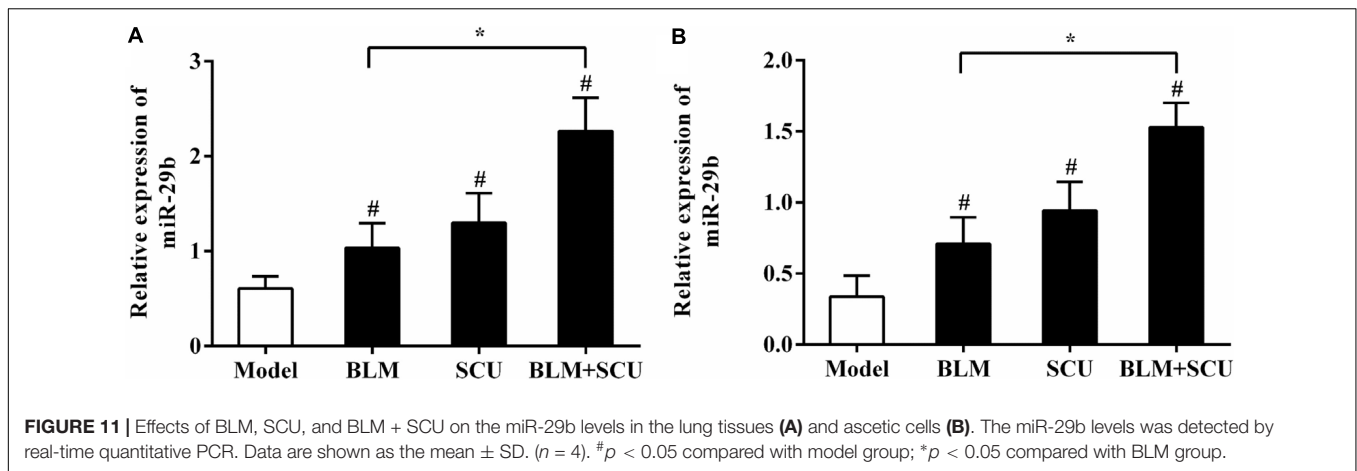 A
*
3
2
1
0
Relative expression of
miR-29b
#
#
#
Model BLM SCU BLM+SCU
B
*
2.0
1.5
1.0
0.5
0.0
Relative expression of
miR-29b
#
#
#
Model BLM SCU BLM+SCU
FIGURE 11 | Effects of BLM, SCU, and BLM + SCU on the miR-29b levels in the lung tissues (A) and ascetic cells (B). The miR-29b levels was detected by
real-time quantitative PCR. Data are shown as the mean ± SD. (n = 4). #p < 0.05 compared with model group; *p < 0.05 compared with BLM group.